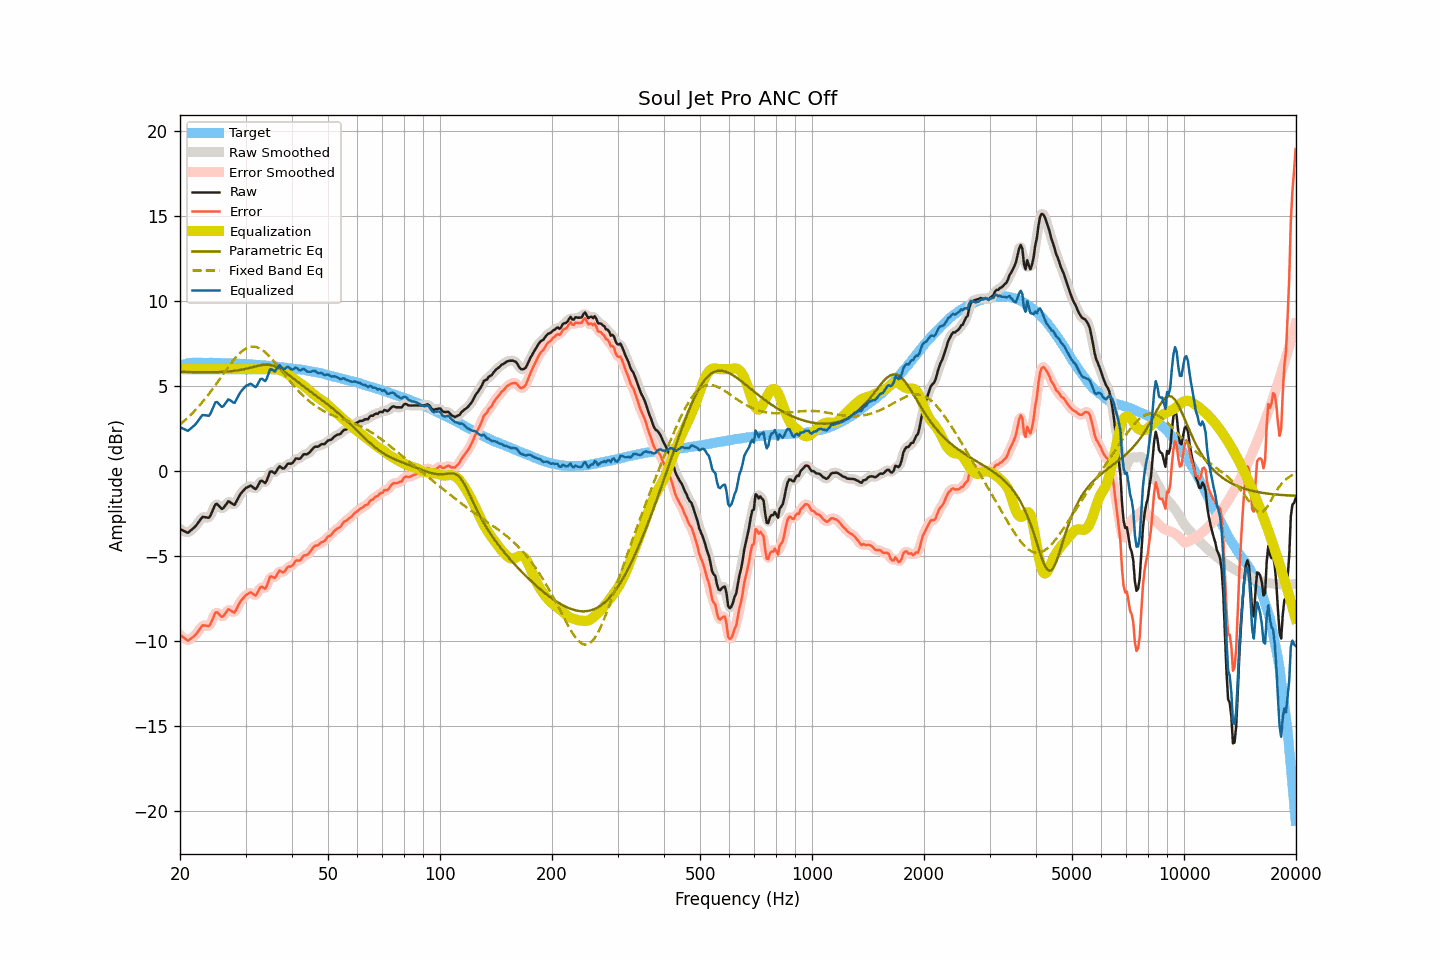 Soul Jet Pro ANC Off
Target
Raw Smoothed
Error Smoothed
Raw
Error
Equalization
Parametric Eq
Fixed Band Eq
Equalized
20
15
10
5
0
−5
−10
−15
−20
Amplitude (dBr)
20 50 100 200 500 1000 2000 5000 10000 20000
Frequency (Hz)